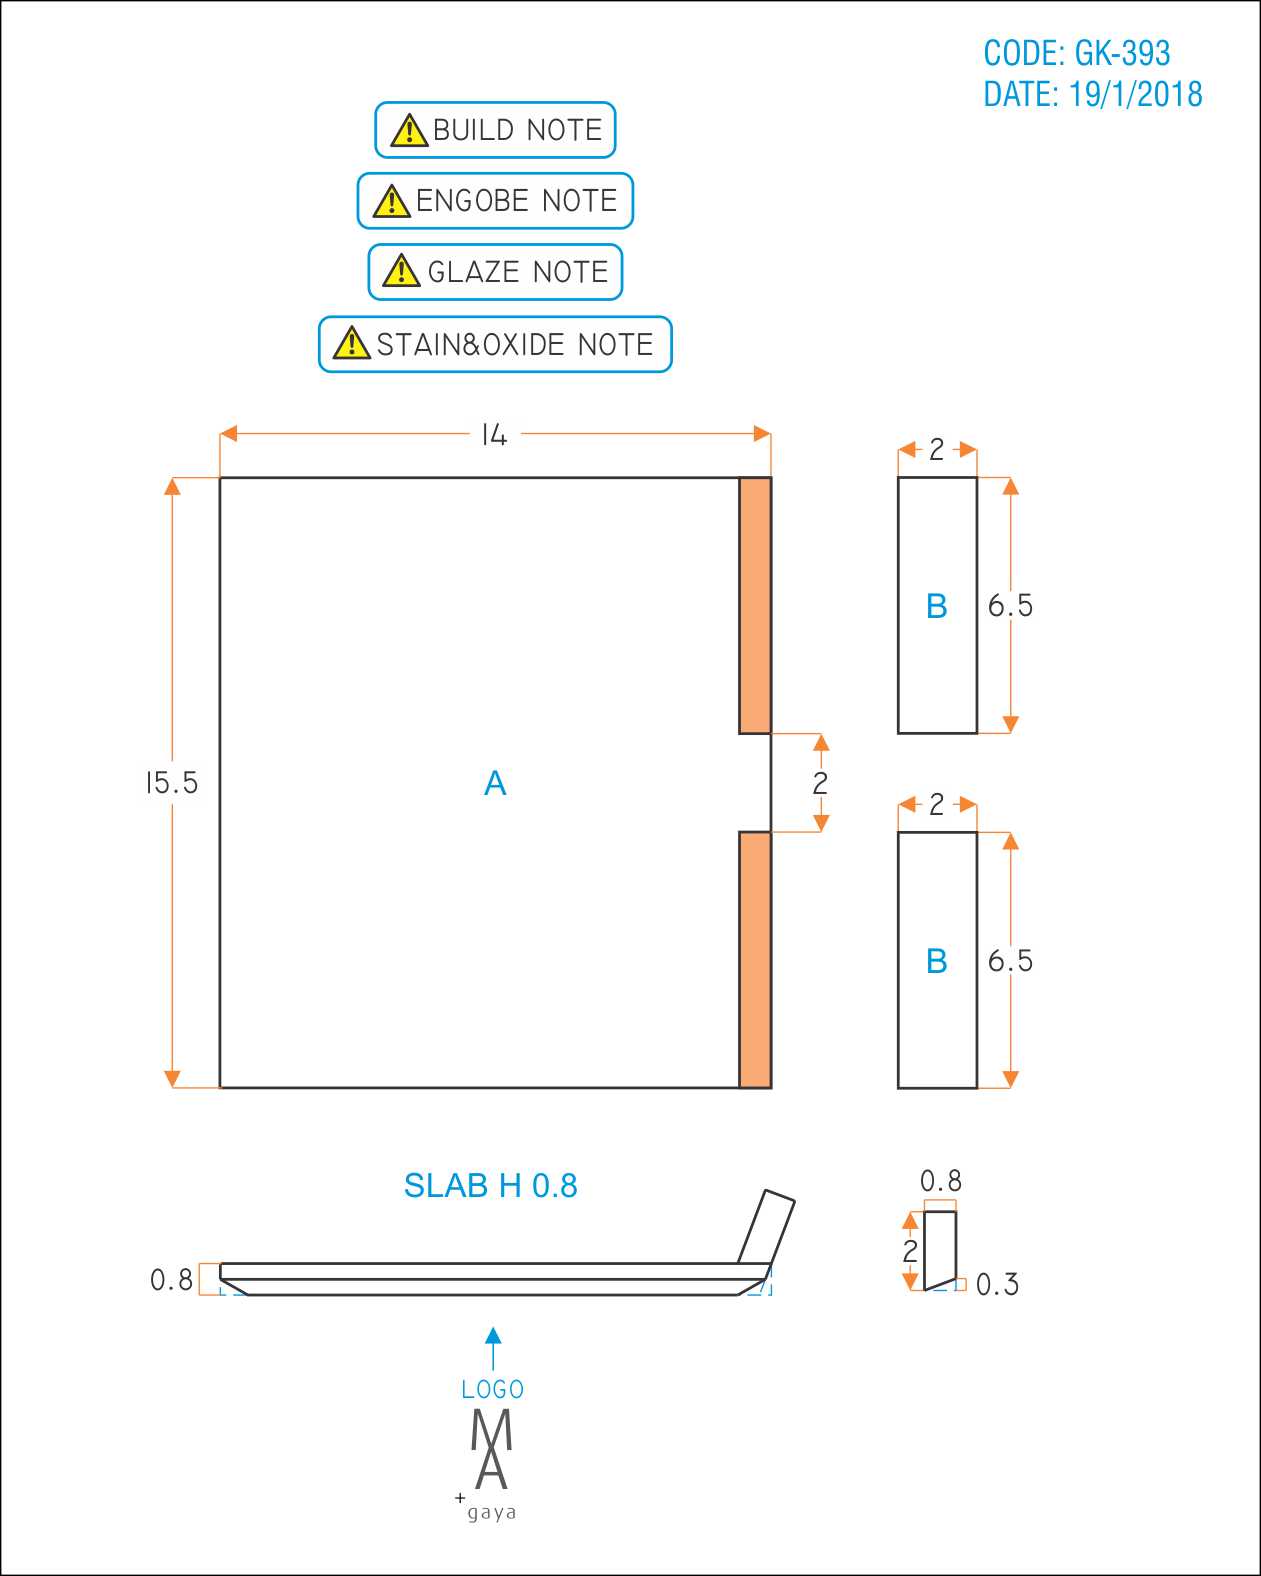 CODE: GK-393
DATE: 19/1/2018
BUILD NOTE
ENGOBE NOTE
GLAZE NOTE
STAIN&OXIDE NOTE
14
2
B
6.5
15.5
A
2
2
B
6.5
SLAB H 0.8
0.8
0.8
2
0.3
LOGO
MA
+
gaya